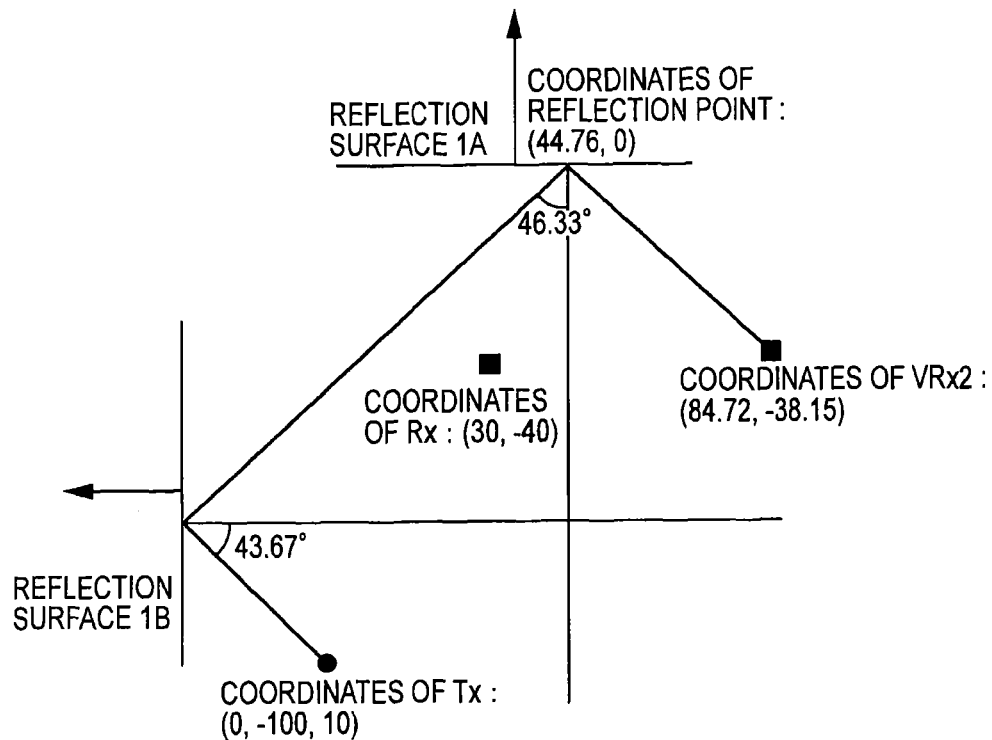 COORDINATES OF
REFLECTION POINT :
(44.76, 0)
REFLECTION
SURFACE 1A
46.33°
COORDINATES
OF Rx : (30, -40)
COORDINATES OF VRx2 :
(84.72, -38.15)
43.67°
REFLECTION
SURFACE 1B
COORDINATES OF Tx :
(0, -100, 10)